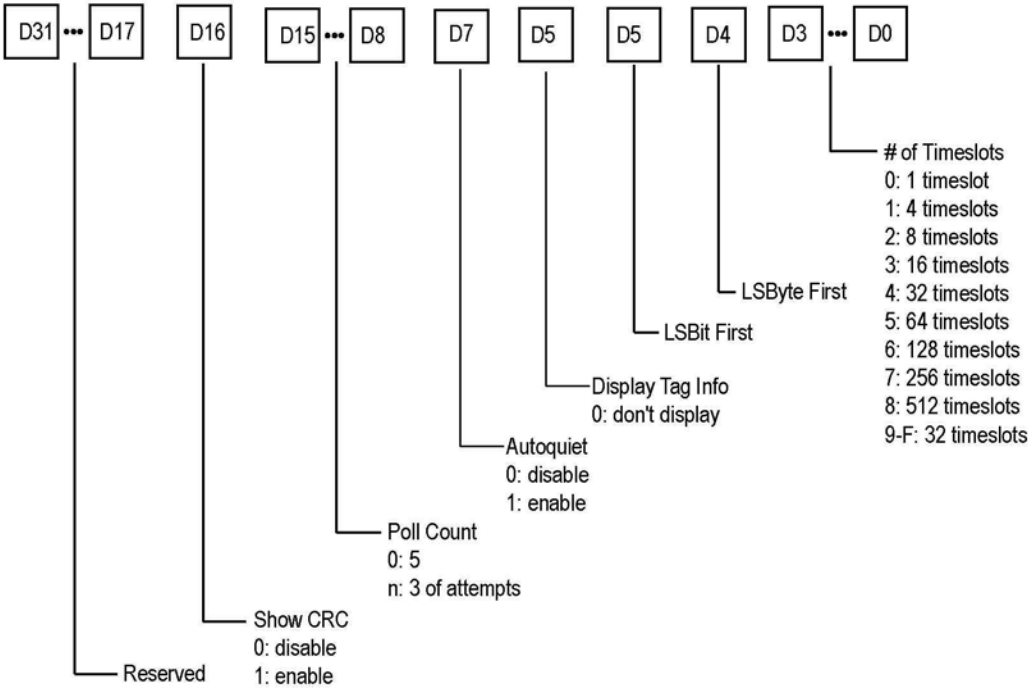 D31 ••• D17 D16 D15 ••• D8 D7 D5 D5 D4 D3 ••• D0
# of Timeslots
0: 1 timeslot
1: 4 timeslots
2: 8 timeslots
3: 16 timeslots
4: 32 timeslots
5: 64 timeslots
6: 128 timeslots
7: 256 timeslots
8: 512 timeslots
9-F: 32 timeslots
LSByte First
LSBit First
Display Tag Info
0: don't display
Autoquiet
0: disable
1: enable
Poll Count
0: 5
n: 3 of attempts
Show CRC
0: disable
1: enable
Reserved